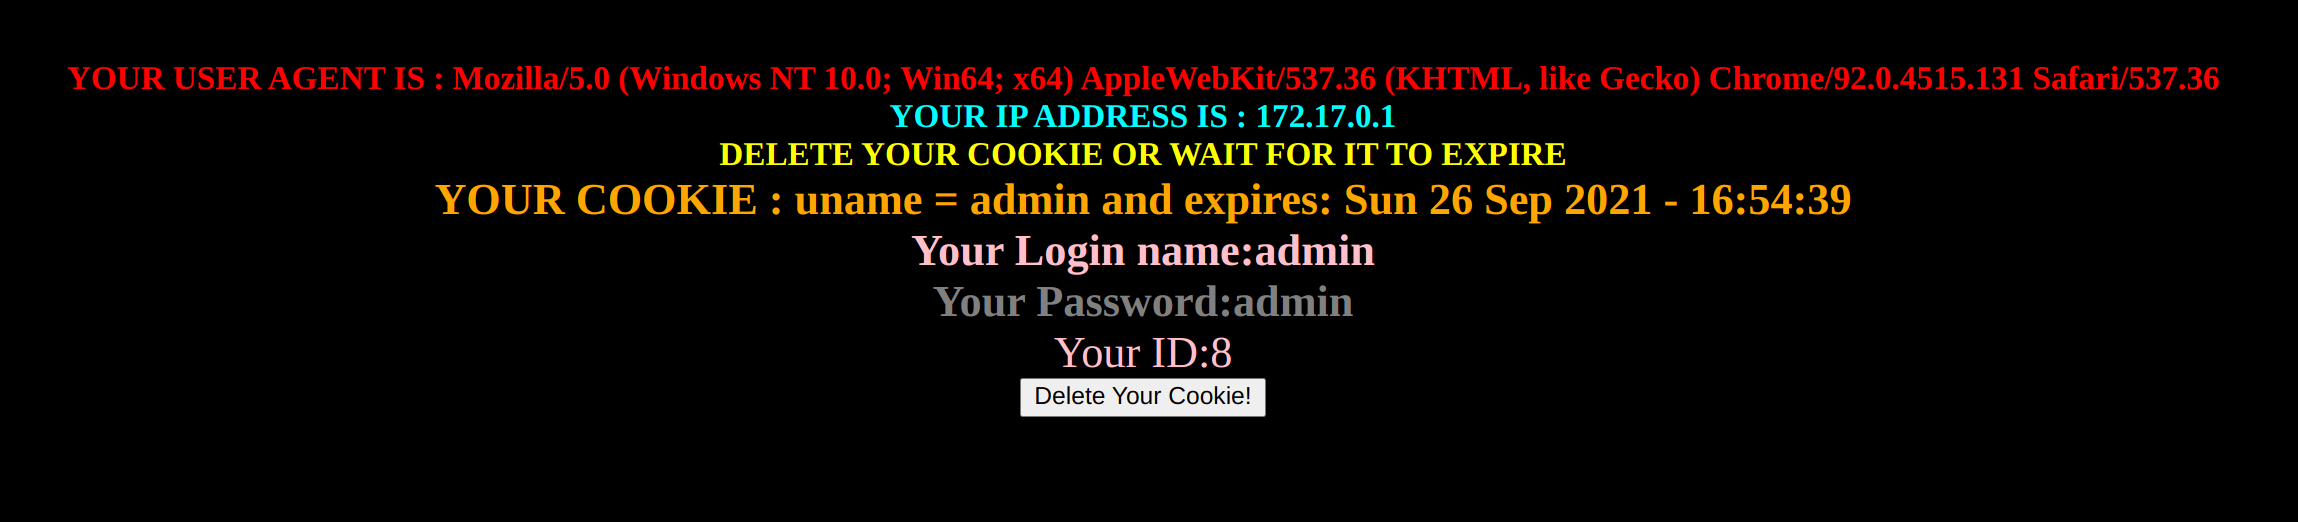 YOUR USER AGENT IS : Mozilla/5.0 (Windows NT 10.0; Win64; x64) AppleWebKit/537.36 (KHTML, like Gecko) Chrome/92.0.4515.131 Safari/537.36
YOUR IP ADDRESS IS : 172.17.0.1
DELETE YOUR COOKIE OR WAIT FOR IT TO EXPIRE
YOUR COOKIE : uname = admin and expires: Sun 26 Sep 2021 - 16:54:39
Your Login name:admin
Your Password:admin
Your ID:8
Delete Your Cookie!